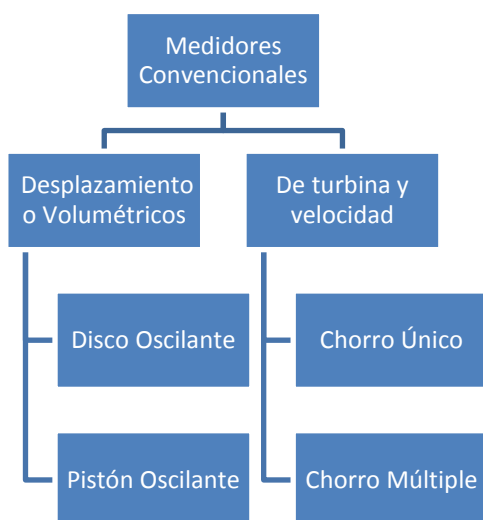 Medidores
Convencionales
Desplazamiento
o Volumétricos
De turbina y
velocidad
Disco Oscilante
Chorro Único
Pistón Oscilante
Chorro Múltiple